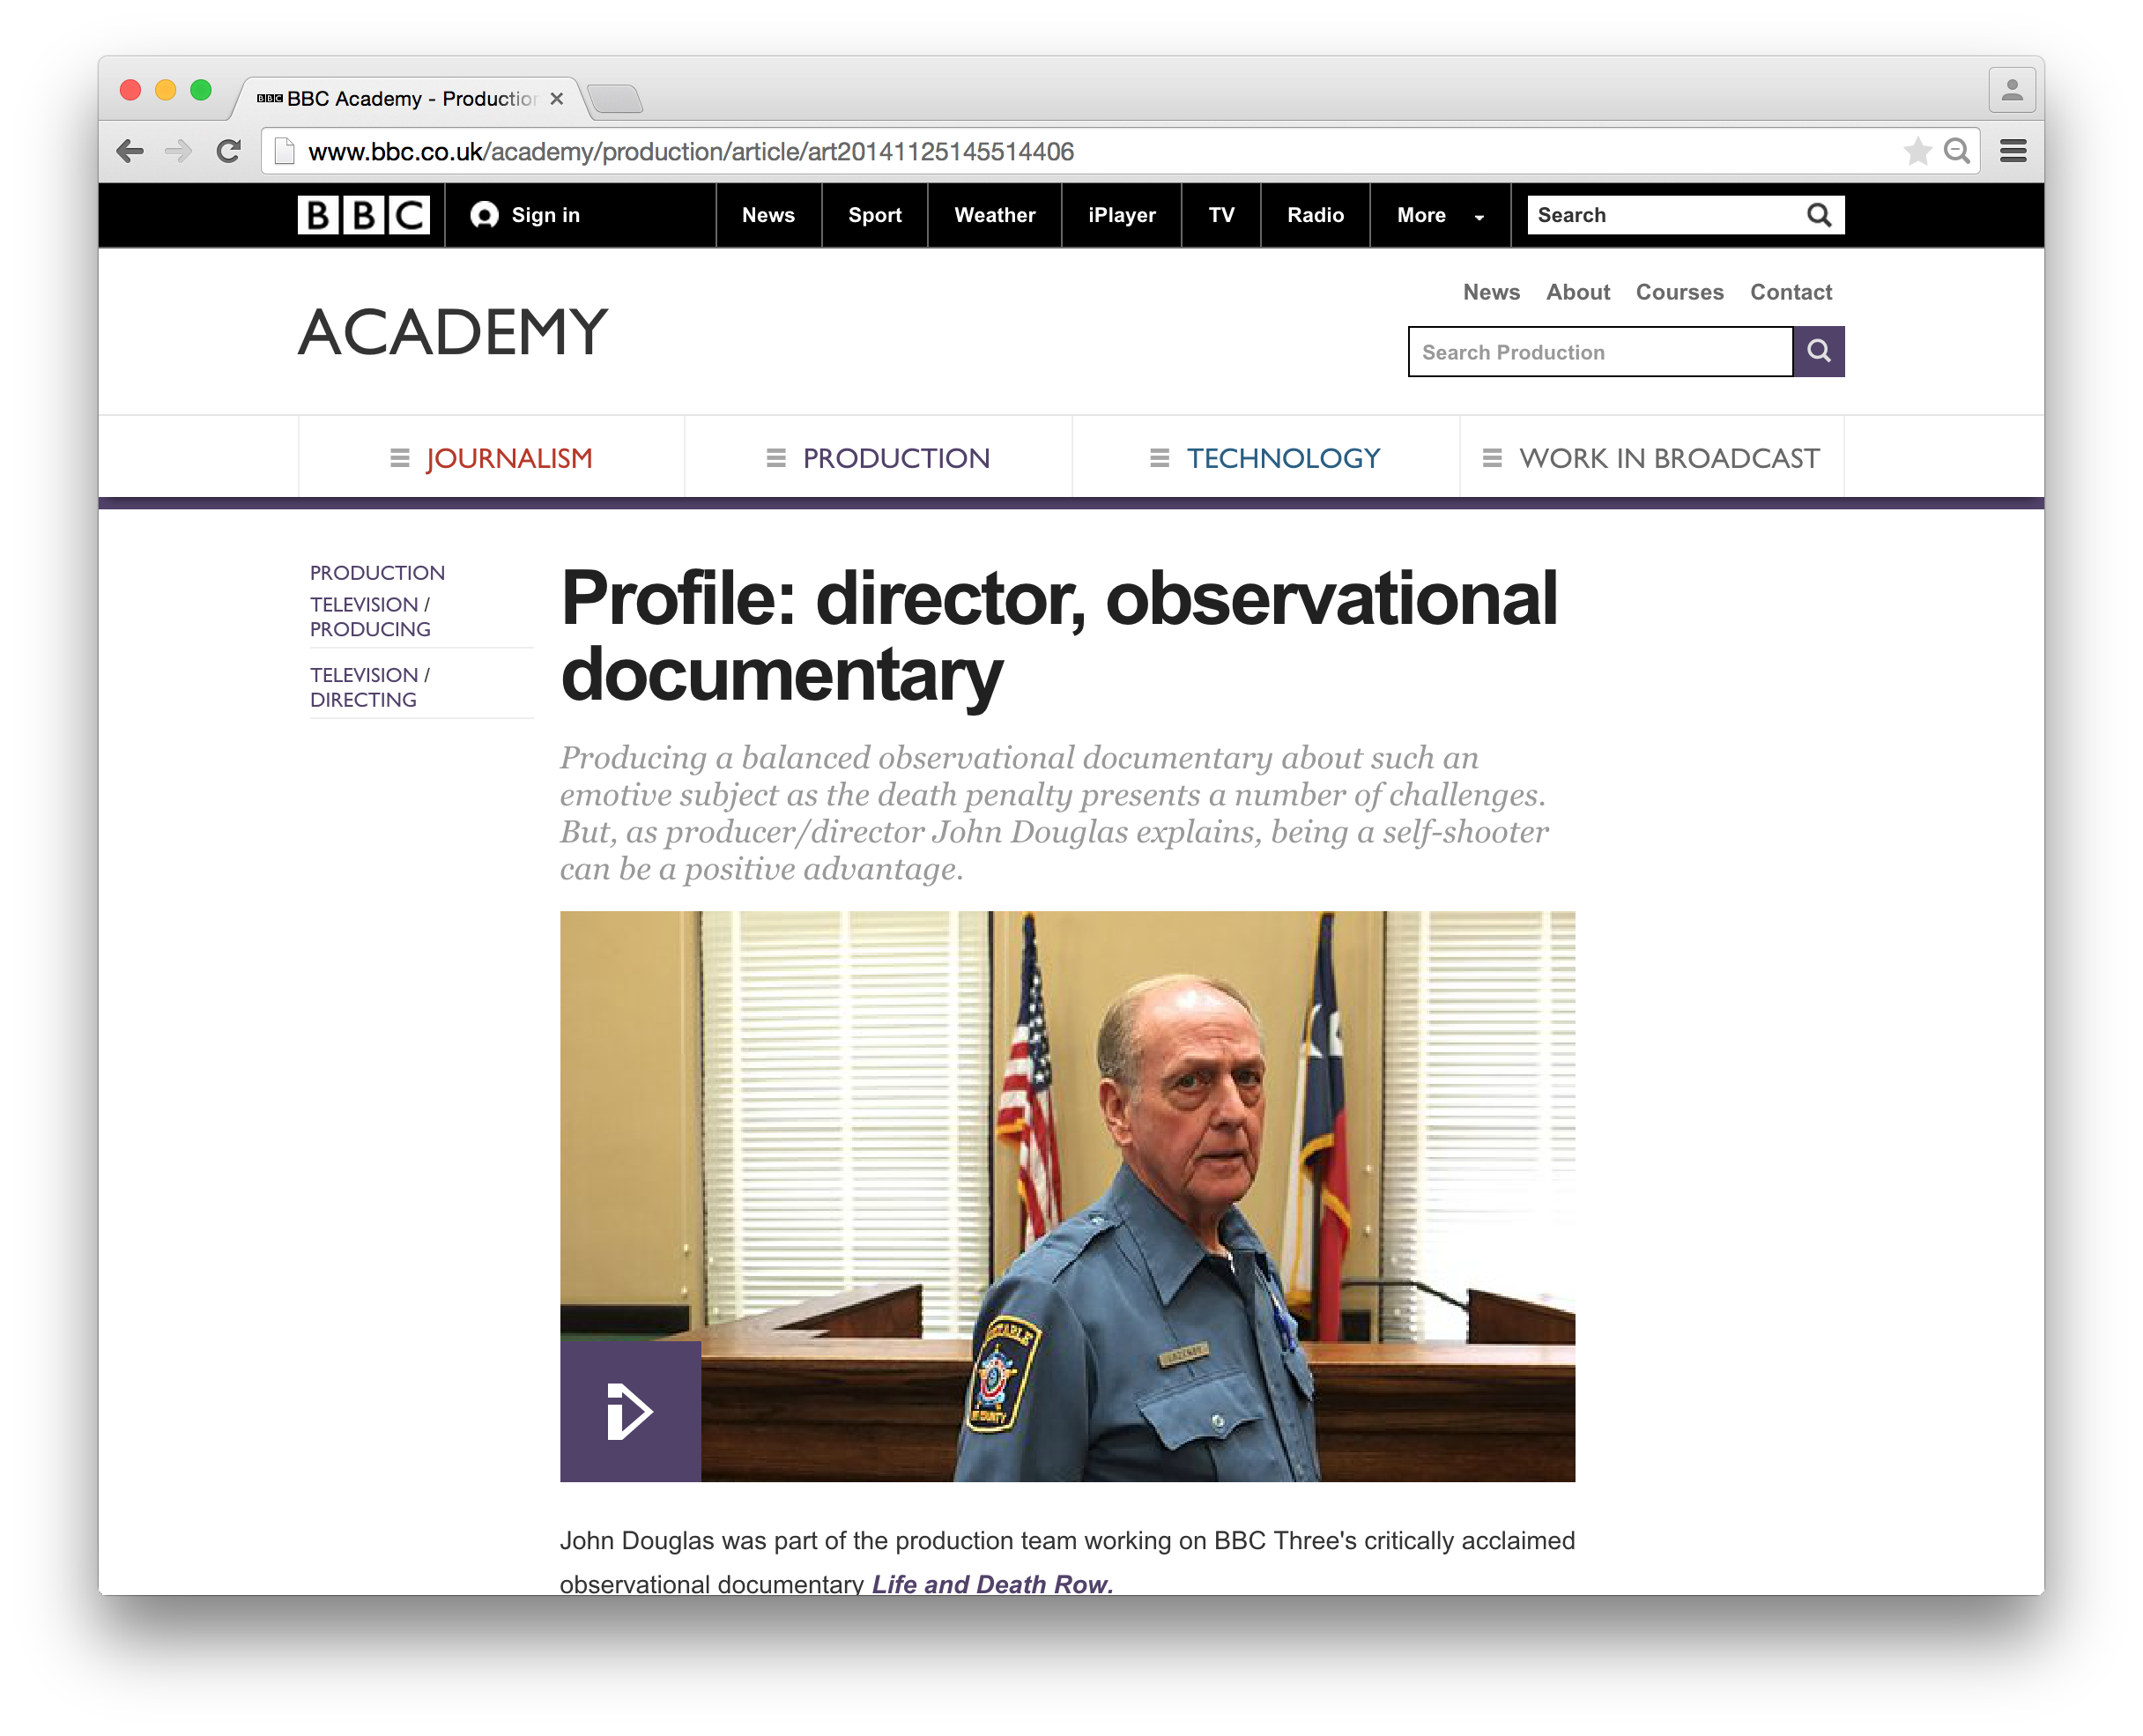 BBC BBC Academy - Production
www.bbc.co.uk/academy/production/article/art20141125145514406
BBC Sign in News Sport Weather iPlayer TV Radio More Search
News About Courses Contact
ACADEMY
Search Production
JOURNALISM PRODUCTION TECHNOLOGY WORK IN BROADCAST
PRODUCTION
TELEVISION /
PRODUCING
TELEVISION /
DIRECTING
Profile: director, observational
documentary
Producing a balanced observational documentary about such an
emotive subject as the death penalty presents a number of challenges.
But, as producer/director John Douglas explains, being a self-shooter
can be a positive advantage.
COUNTY
John Douglas was part of the production team working on BBC Three's critically acclaimed
observational documentary Life and Death Row.